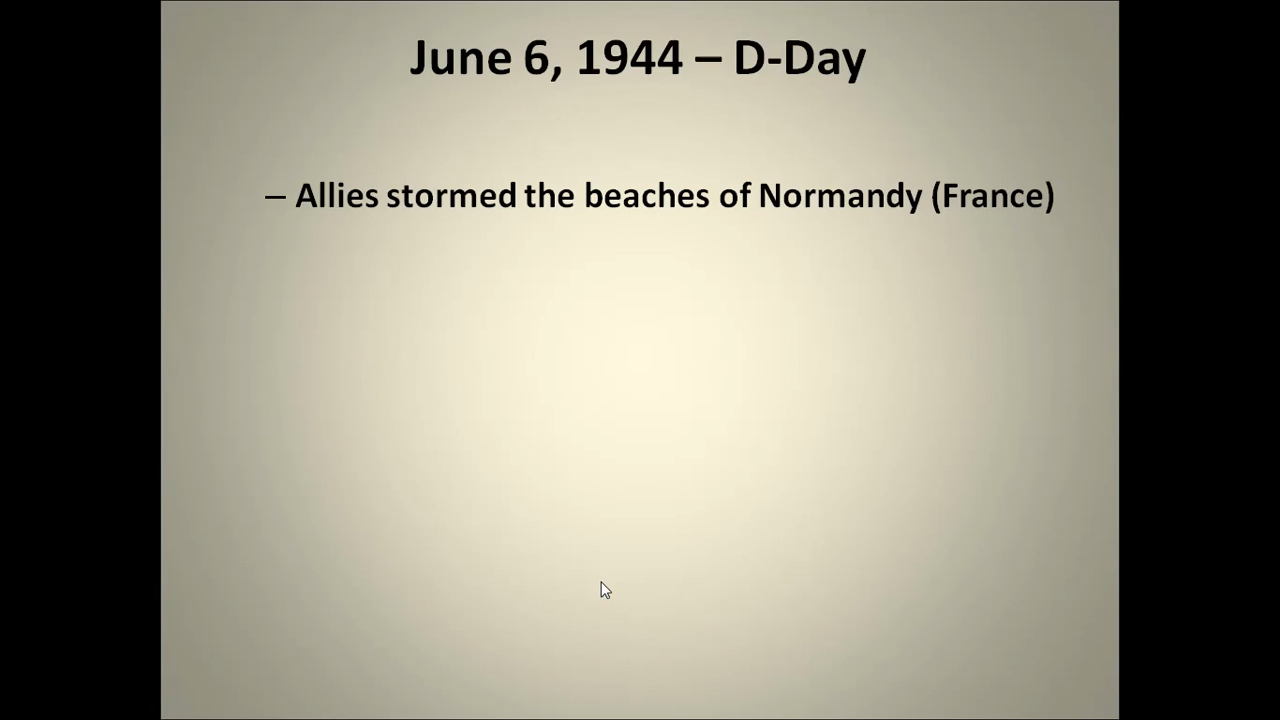 June 6, 1944 – D-Day
– Allies stormed the beaches of Normandy (France)